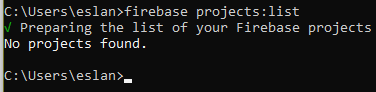 C:\Users\eslan>firebase projects:list
√ Preparing the list of your Firebase projects
No projects found.
C:\Users\eslan>